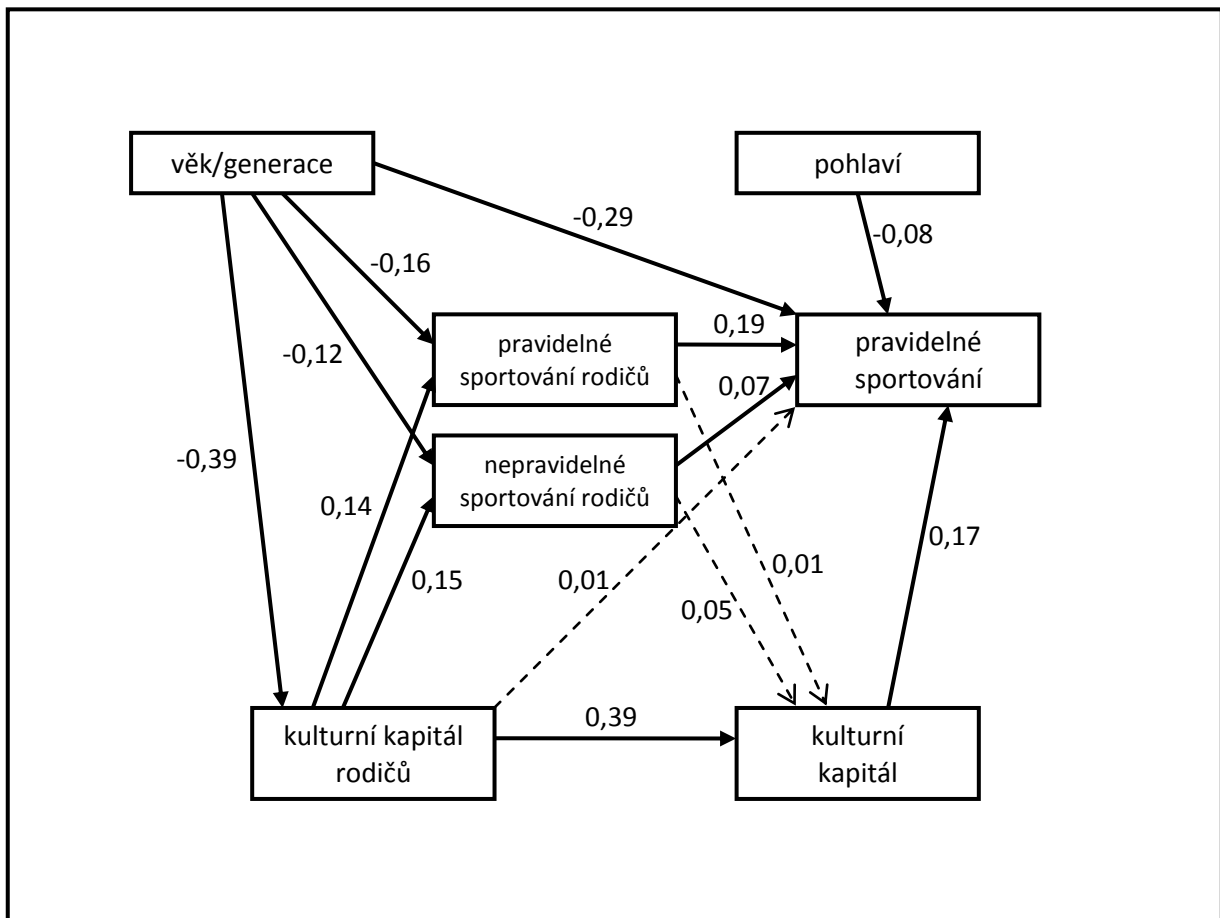 věk/generace
pohlaví
-0,29
-0,08
-0,16
pravidelné
sportování rodičů
0,19
pravidelné
sportování
-0,12
0,07
-0,39
nepravidelné
sportování rodičů
0,14
0,17
0,15
0,01
0,01
0,05
kulturní kapitál
rodičů
0,39
kulturní
kapitál